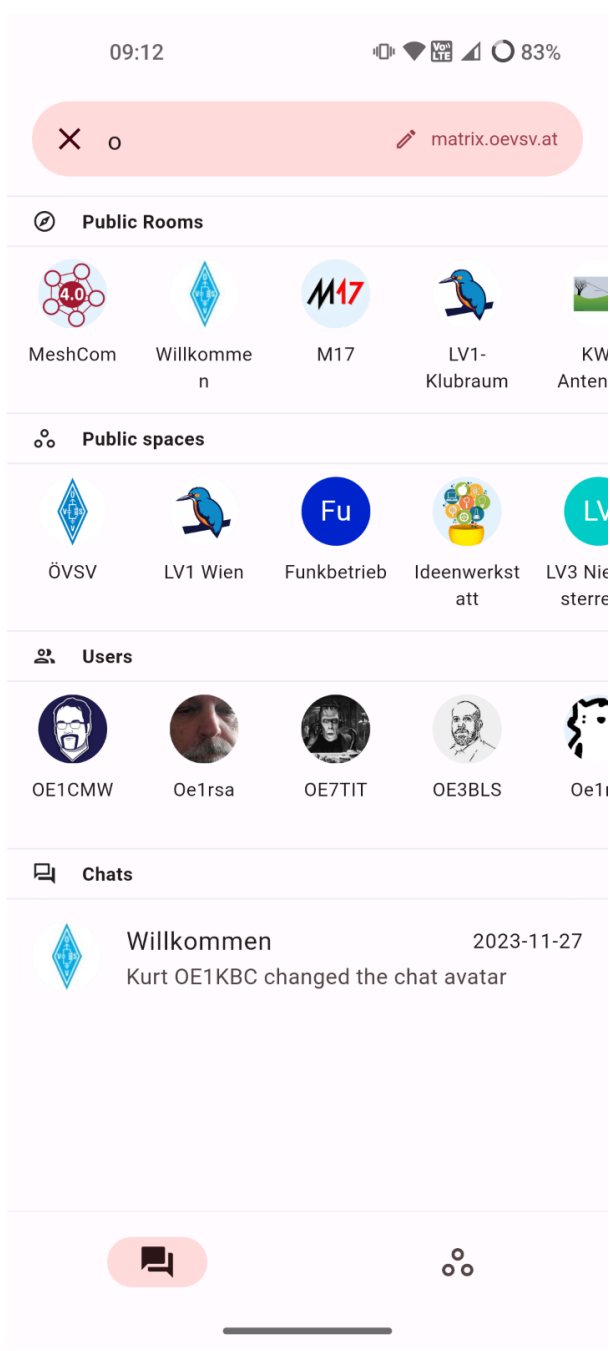 09:12
Vo)) LTE
83%
o
matrix.oevsv.at
Public Rooms
4.0
M17
MeshCom
Willkomme
n
M17
LV1-
Klubraum
KW
Anten
Public spaces
Fu
LV
ÖVSV
LV1 Wien
Funkbetrieb
Ideenwerkst
att
LV3 Nie
sterre
Users
OE1CMW
Oe1rsa
OE7TIT
OE3BLS
Oe1r
Chats
Willkommen
2023-11-27
Kurt OE1KBC changed the chat avatar